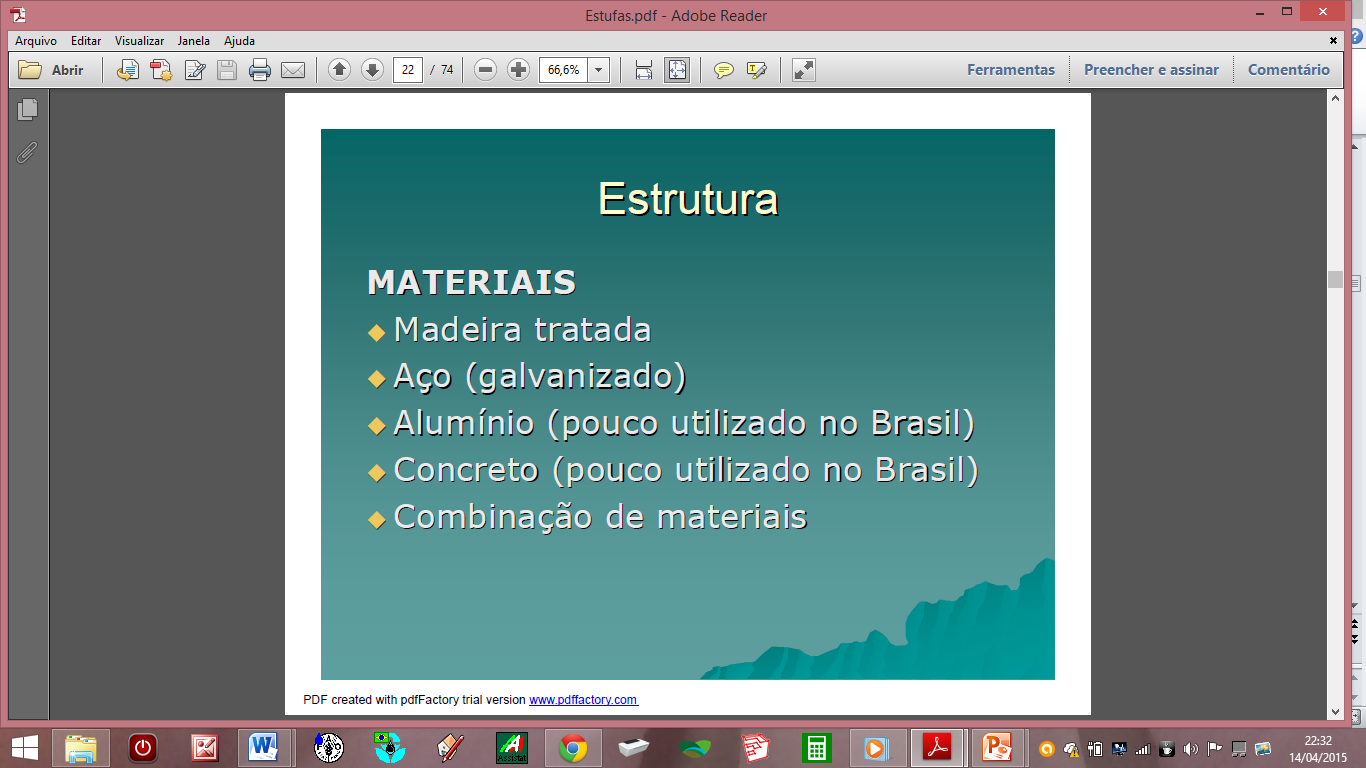 Estufas.pdf - Adobe Reader
Arquivo Editar Visualizar Janela Ajuda
Abrir 22 / 74 66,6% Ferramentas Preencher e assinar Comentário
Estrutura
MATERIAIS
Madeira tratada
Aço (galvanizado)
Alumínio (pouco utilizado no Brasil)
Concreto (pouco utilizado no Brasil)
Combinação de materiais
PDF created with pdfFactory trial version www.pdffactory.com
Assistat
22:32
14/04/2015